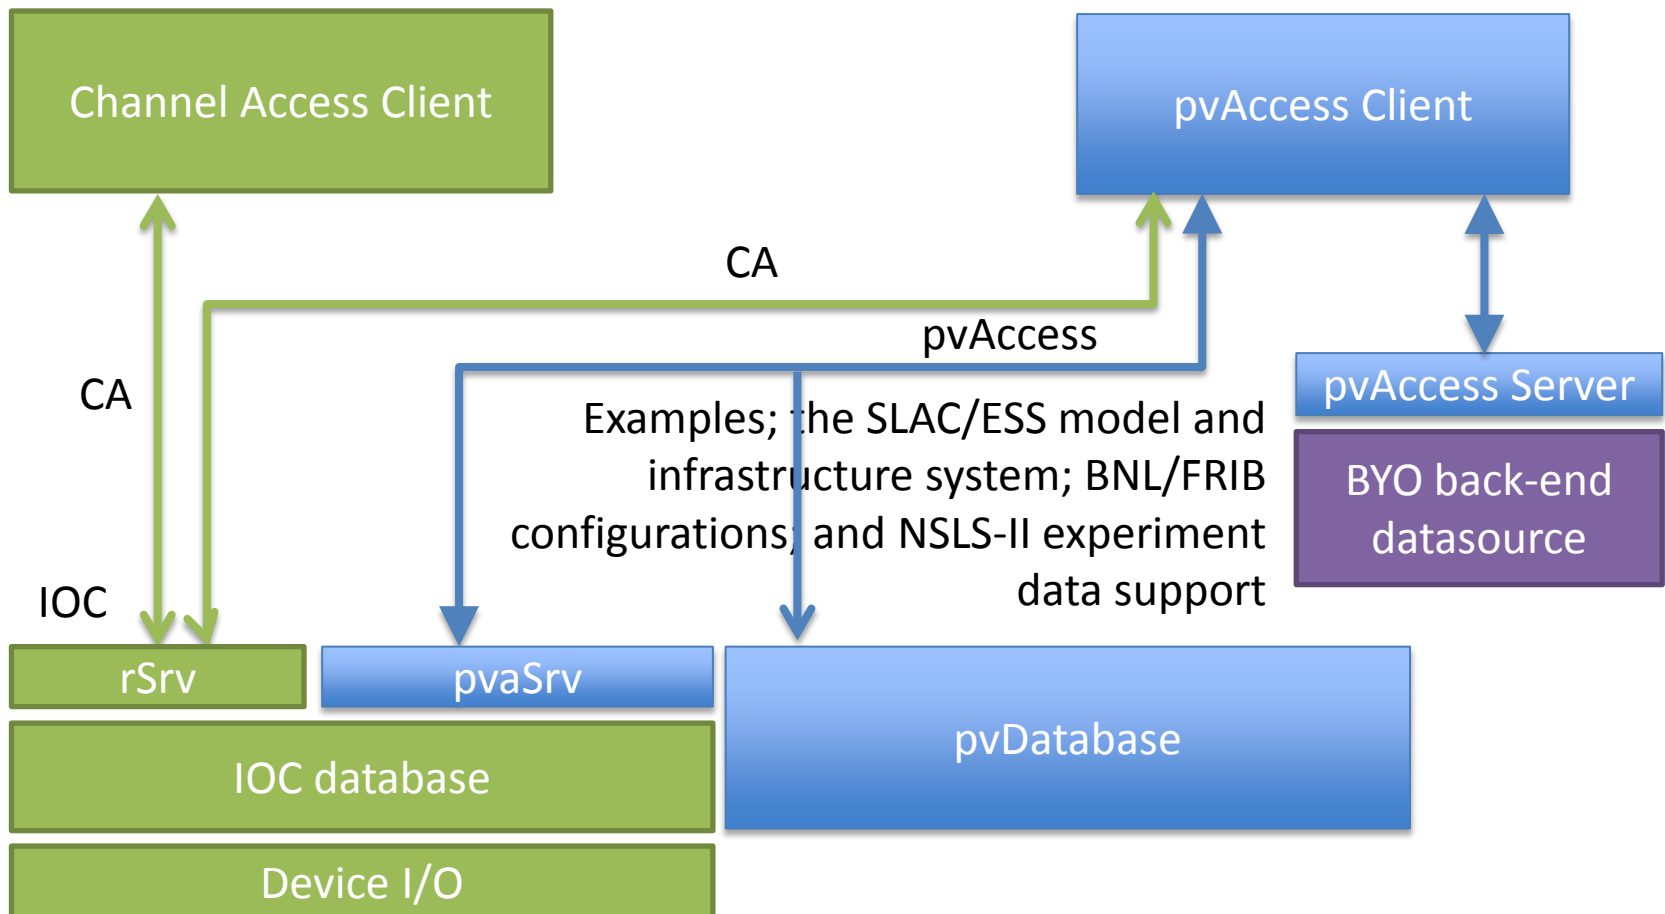 Channel Access Client
pvAccess Client
CA
pvAccess
CA
pvAccess Server
Examples; the SLAC/ESS model and
infrastructure system; BNL/FRIB
configurations; and NSLS-II experiment
data support
BYO back-end
datasource
IOC
rSrv
pvaSrv
pvDatabase
IOC database
Device I/O